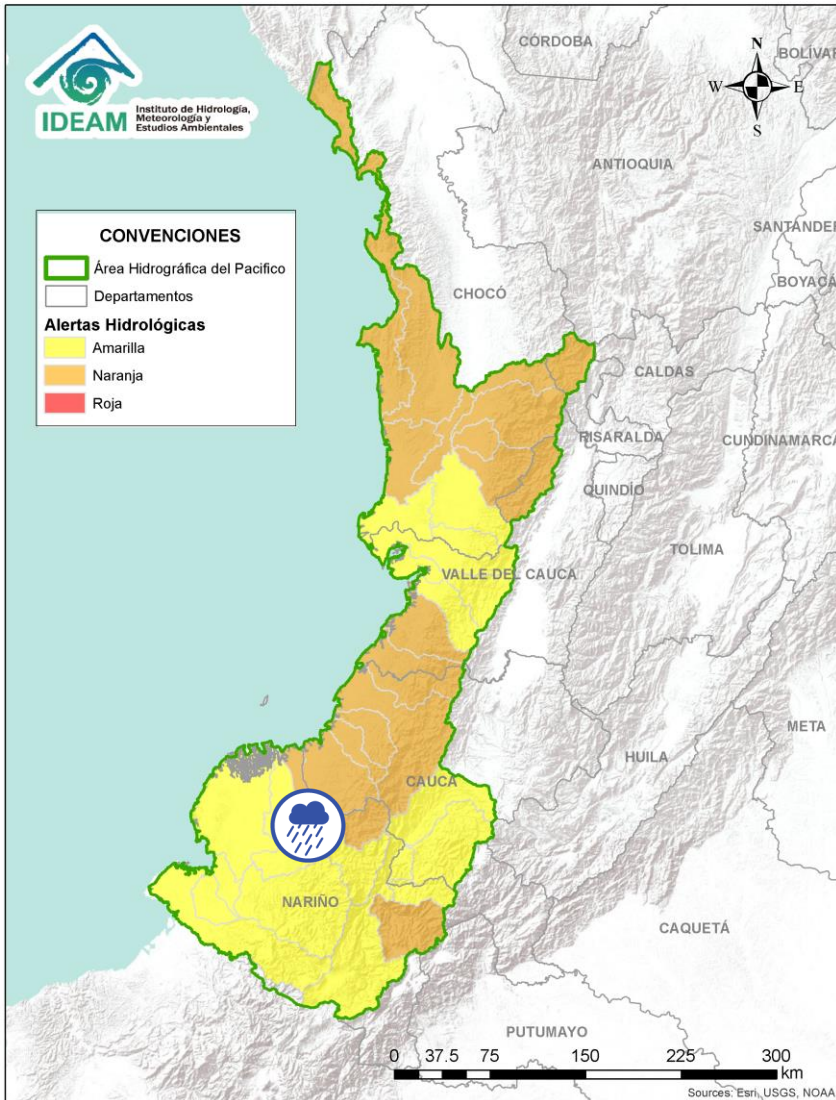 IDEAM
Instituto de Hidrología,
Meteorología y
Estudios Ambientales
CÓRDOBA
BOLÍVAR
N
W
E
S
ANTIOQUIA
SANTANDER
BOYACÁ
CONVENCIONES
Área Hidrográfica del Pacifico
Departamentos
Alertas Hidrológicas
Amarilla
Naranja
Roja
CHOCÓ
CALDAS
RISARALDA
CUNDINAMARCA
QUINDÍO
TOLIMA
VALLE DEL CAUCA
META
HUILA
CAUCA
NARIÑO
CAQUETÁ
PUTUMAYO
0 37.5 75 150 225 300
km
Sources: Esri, USGS, NOAA